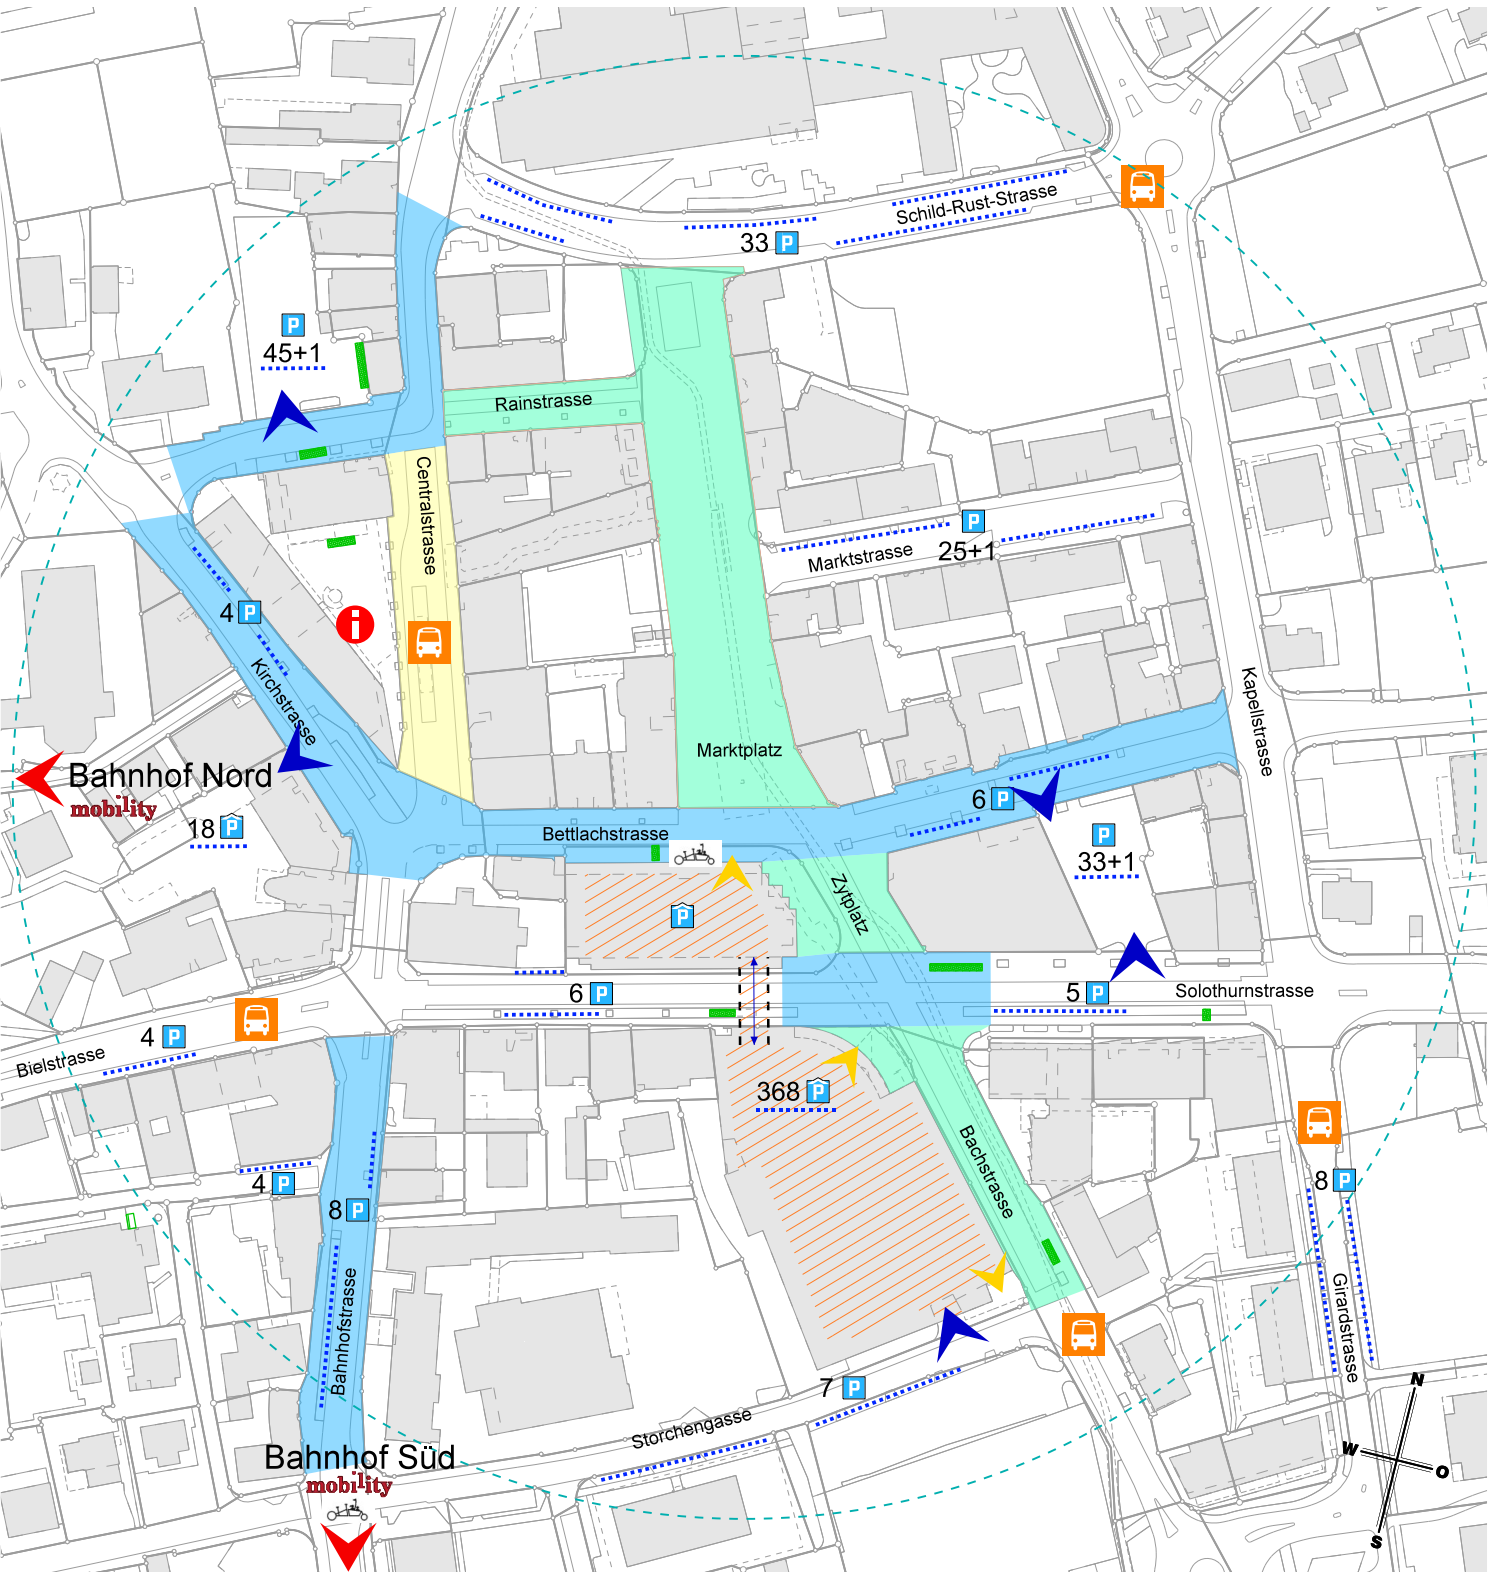 Schild-Rust-Strasse
33 P
P
45+1
Rainstrasse
Centralstrasse
P
Marktstrasse
25+1
4 P
i
Kirchstrasse
Kapellstrasse
Marktplatz
Bahnhof Nord
mobility
6 P
18 P
Bettlachstrasse
P
33+1
Zytplatz
P
6 P
5 P
Solothurnstrasse
4 P
Bielstrasse
368 P
Bachstrasse
4 P
8 P
8 P
Bahnhofstrasse
Girardstrasse
7 P
Storchengasse
N
W
O
S
Bahnhof Süd
mobility